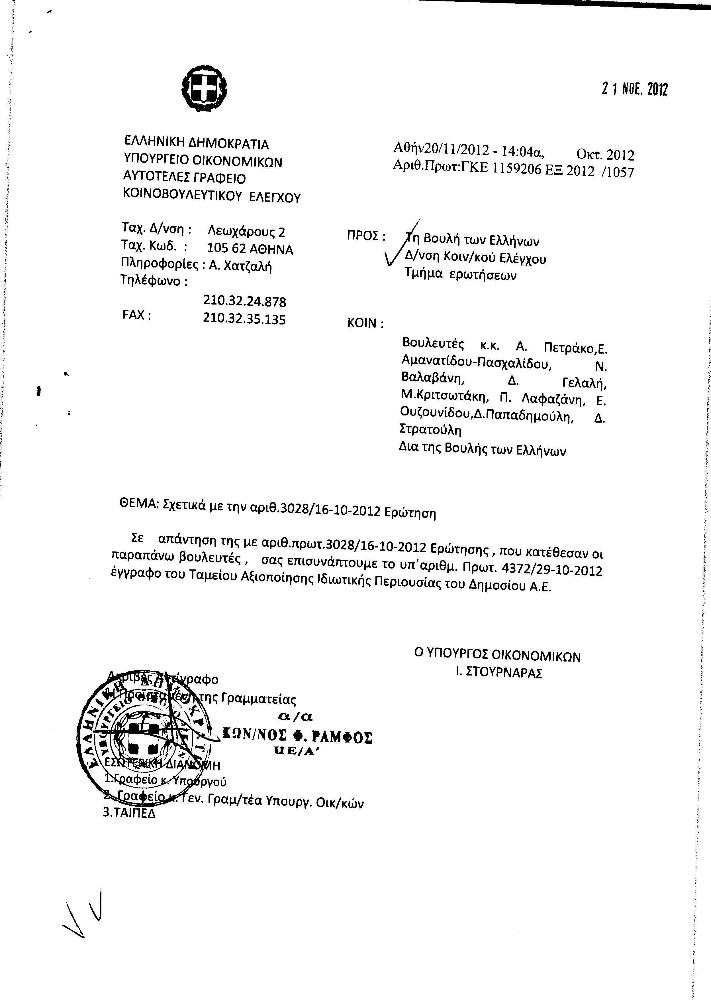 21 ΝΟΕ. 2012
ΕΛΛΗΝΙΚΗ ΔΗΜΟΚΡΑΤΙΑ
ΥΠΟΥΡΓΕΙΟ ΟΙΚΟΝΟΜΙΚΩΝ
ΑΥΤΟΤΕΛΕΣ ΓΡΑΦΕΙΟ
ΚΟΙΝΟΒΟΥΛΕΥΤΙΚΟΥ ΕΛΕΓΧΟΥ
Αθήν20/11/2012 - 14:04α, Οκτ. 2012
Αριθ.Πρωτ:ΓΚΕ 1159206 ΕΞ 2012 /1057
Ταχ. Δ/νση : Λεωχάρους 2
Ταχ. Κωδ. : 105 62 ΑΘΗΝΑ
Πληροφορίες : Α. Χατζαλή
Τηλέφωνο :
210.32.24.878
FAX : 210.32.35.135
ΠΡΟΣ : Τη Βουλή των Ελλήνων
Δ/νση Κοιν/κού Ελέγχου
Τμήμα ερωτήσεων
ΚΟΙΝ :
Βουλευτές κ.κ. Α. Πετράκο,Ε.
Αμανατίδου-Πασχαλίδου, Ν.
Βαλαβάνη, Δ. Γελαλή,
Μ.Κριτσωτάκη, Π. Λαφαζάνη, Ε.
Ουζουνίδου,Δ.Παπαδημούλη, Δ.
Στρατούλη
Δια της Βουλής των Ελλήνων
ΘΕΜΑ: Σχετικά με την αριθ.3028/16-10-2012 Ερώτηση
Σε απάντηση της με αριθ.πρωτ.3028/16-10-2012 Ερώτησης , που κατέθεσαν οι
παραπάνω βουλευτές , σας επισυνάπτουμε το υπ΄αριθμ. Πρωτ. 4372/29-10-2012
έγγραφο του Ταμείου Αξιοποίησης Ιδιωτικής Περιουσίας του Δημοσίου Α.Ε.
Ο ΥΠΟΥΡΓΟΣ ΟΙΚΟΝΟΜΙΚΩΝ
Ι. ΣΤΟΥΡΝΑΡΑΣ
Ακριβές Αντίγραφο
Η Προϊσταμένη της Γραμματείας
α/α
ΚΩΝ/ΝΟΣ Φ. ΡΑΜΦΟΣ
ΠΕ/Α΄
ΕΛΛΗΝΙΚΗ ΔΗΜΟΚΡΑΤΙΑ
ΥΠΟΥΡΓΕΙΟ ΟΙΚΟΝΟΜΙΚΩΝ
ΕΣΩΤΕΡΙΚΗ ΔΙΑΝΟΜΗ
1.Γραφείο κ. Υπουργού
2. Γραφείο κ. Γεν. Γραμ/τέα Υπουργ. Οικ/κών
3.ΤΑΙΠΕΔ